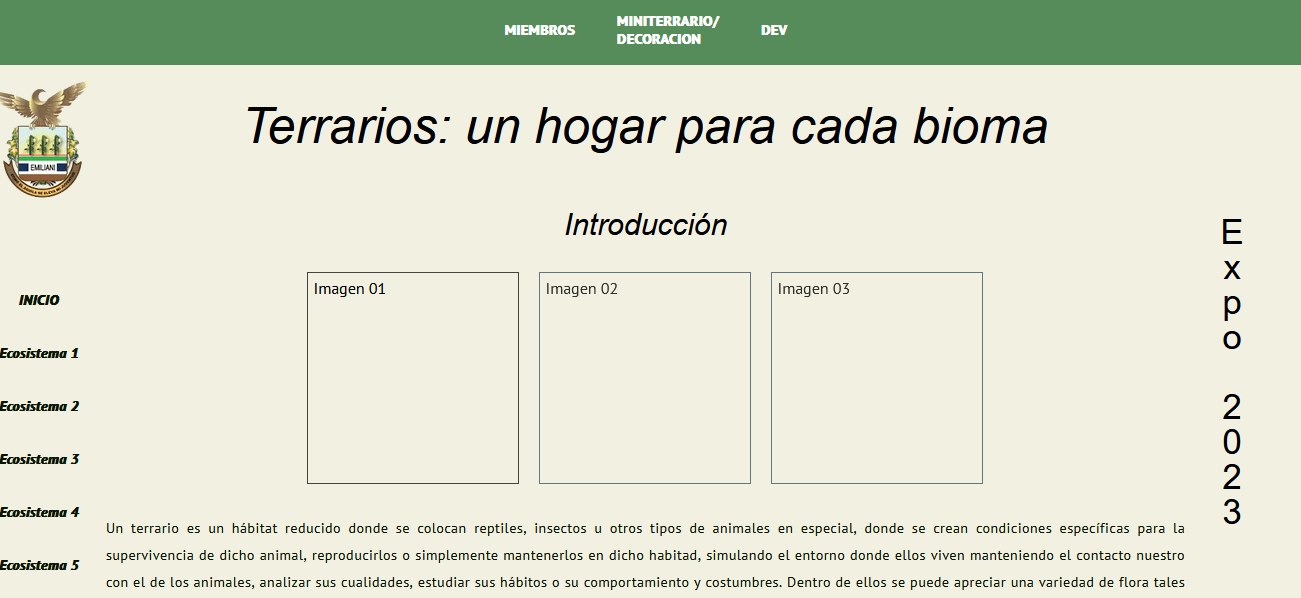 MIEMBROS
MINITERRARIO/
DECORACION
DEV
EMILIANI
Terrarios: un hogar para cada bioma
Introducción
INICIO
Ecosistema 1
Ecosistema 2
Ecosistema 3
Ecosistema 4
Ecosistema 5
Imagen 01
Imagen 02
Imagen 03
Un terrario es un hábitat reducido donde se colocan reptiles, insectos u otros tipos de animales en especial, donde se crean condiciones específicas para la
supervivencia de dicho animal, reproducirlos o simplemente mantenerlos en dicho habitad, simulando el entorno donde ellos viven manteniendo el contacto nuestro
con el de los animales, analizar sus cualidades, estudiar sus hábitos o su comportamiento y costumbres. Dentro de ellos se puede apreciar una variedad de flora tales
E
x
p
o
2
0
2
3